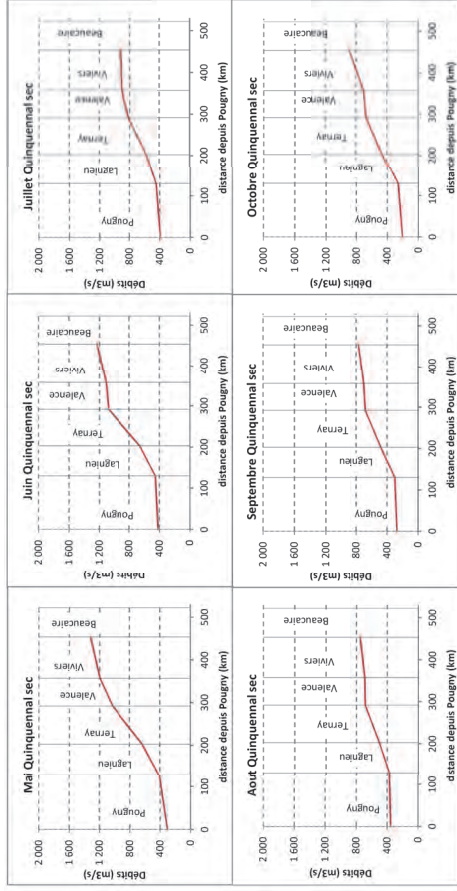 Mai Quinquennal sec
Débits (m3/s)
2 000
1 600
1 200
800
400
0
Pougny
Lagnieu
Ternay
Valence
Viviers
Beaucaire
0 100 200 300 400 500
distance depuis Pougny (km)
Juin Quinquennal sec
Débits (m3/s)
2 000
1 600
1 200
800
400
0
Pougny
Lagnieu
Ternay
Valence
Viviers
Beaucaire
0 100 200 300 400 500
distance depuis Pougny (km)
Juillet Quinquennal sec
Débits (m3/s)
2 000
1 600
1 200
800
400
0
Pougny
Lagnieu
Ternay
Valence
Viviers
Beaucaire
0 100 200 300 400 500
distance depuis Pougny (km)
Aout Quinquennal sec
Débits (m3/s)
2 000
1 600
1 200
800
400
0
Pougny
Lagnieu
Ternay
Valence
Viviers
Beaucaire
0 100 200 300 400 500
distance depuis Pougny (km)
Septembre Quinquennal sec
Débits (m3/s)
2 000
1 600
1 200
800
400
0
Pougny
Lagnieu
Ternay
Valence
Viviers
Beaucaire
0 100 200 300 400 500
distance depuis Pougny (km)
Octobre Quinquennal sec
Débits (m3/s)
2 000
1 600
1 200
800
400
0
Pougny
Lagnieu
Ternay
Valence
Viviers
Beaucaire
0 100 200 300 400 500
distance depuis Pougny (km)